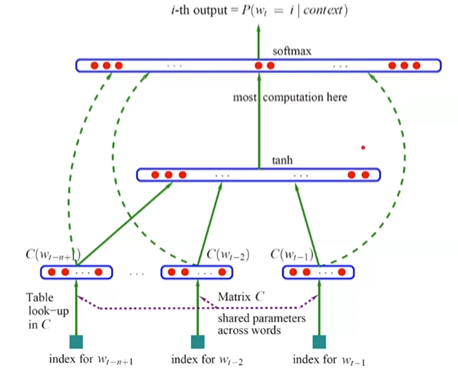 i-th output = P(w_t = i | context)
softmax
...
...
most computation here
tanh
...
...
C(w_{t-n+1})
C(w_{t-2})
C(w_{t-1})
...
...
...
...
Table
look-up
in C
Matrix C
shared parameters
across words
index for w_{t-n+1}
index for w_{t-2}
index for w_{t-1}